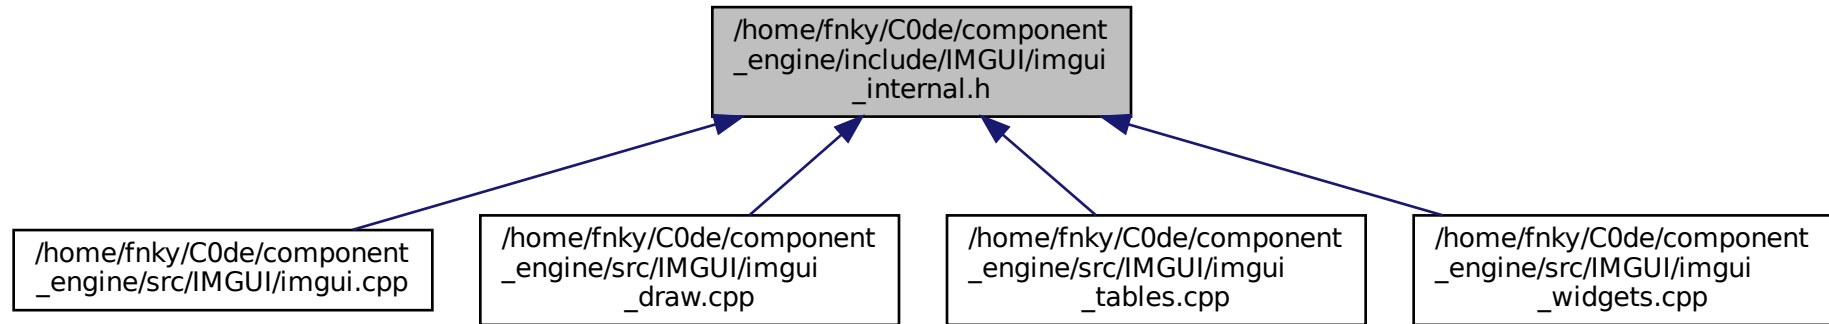 /home/fnky/C0de/component
_engine/include/IMGUI/imgui
_internal.h
/home/fnky/C0de/component
_engine/src/IMGUI/imgui.cpp
/home/fnky/C0de/component
_engine/src/IMGUI/imgui
_draw.cpp
/home/fnky/C0de/component
_engine/src/IMGUI/imgui
_tables.cpp
/home/fnky/C0de/component
_engine/src/IMGUI/imgui
_widgets.cpp